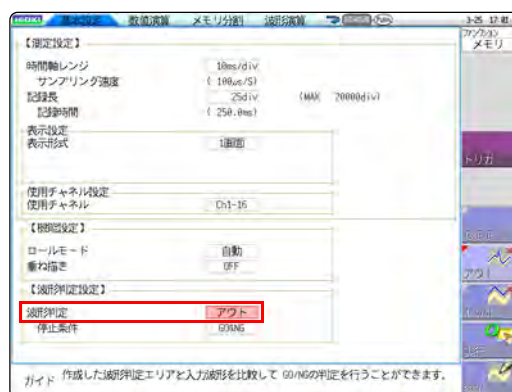 基本設定 数値演算 メモリ分割 波形演算
3-25
ファンクション
メモリ
【測定設定】
時間軸レンジ 10ms/div
サンプリング速度 ( 100us/S)
記録長 25div (MAX 20000div)
記録時間 ( 250.0ms)
表示設定
表示形式 1画面
トリガ
使用チャネル設定
使用チャネル Ch1-16
【横図設定】
ロールモード 自動
重ね描き OFF
アウト
【波形判定設定】
波形判定 アウト
停止条件 GO&NG
ガイド 作成した波形判定エリアと入力波形を比較して GO/NGの判定を行うことができます。